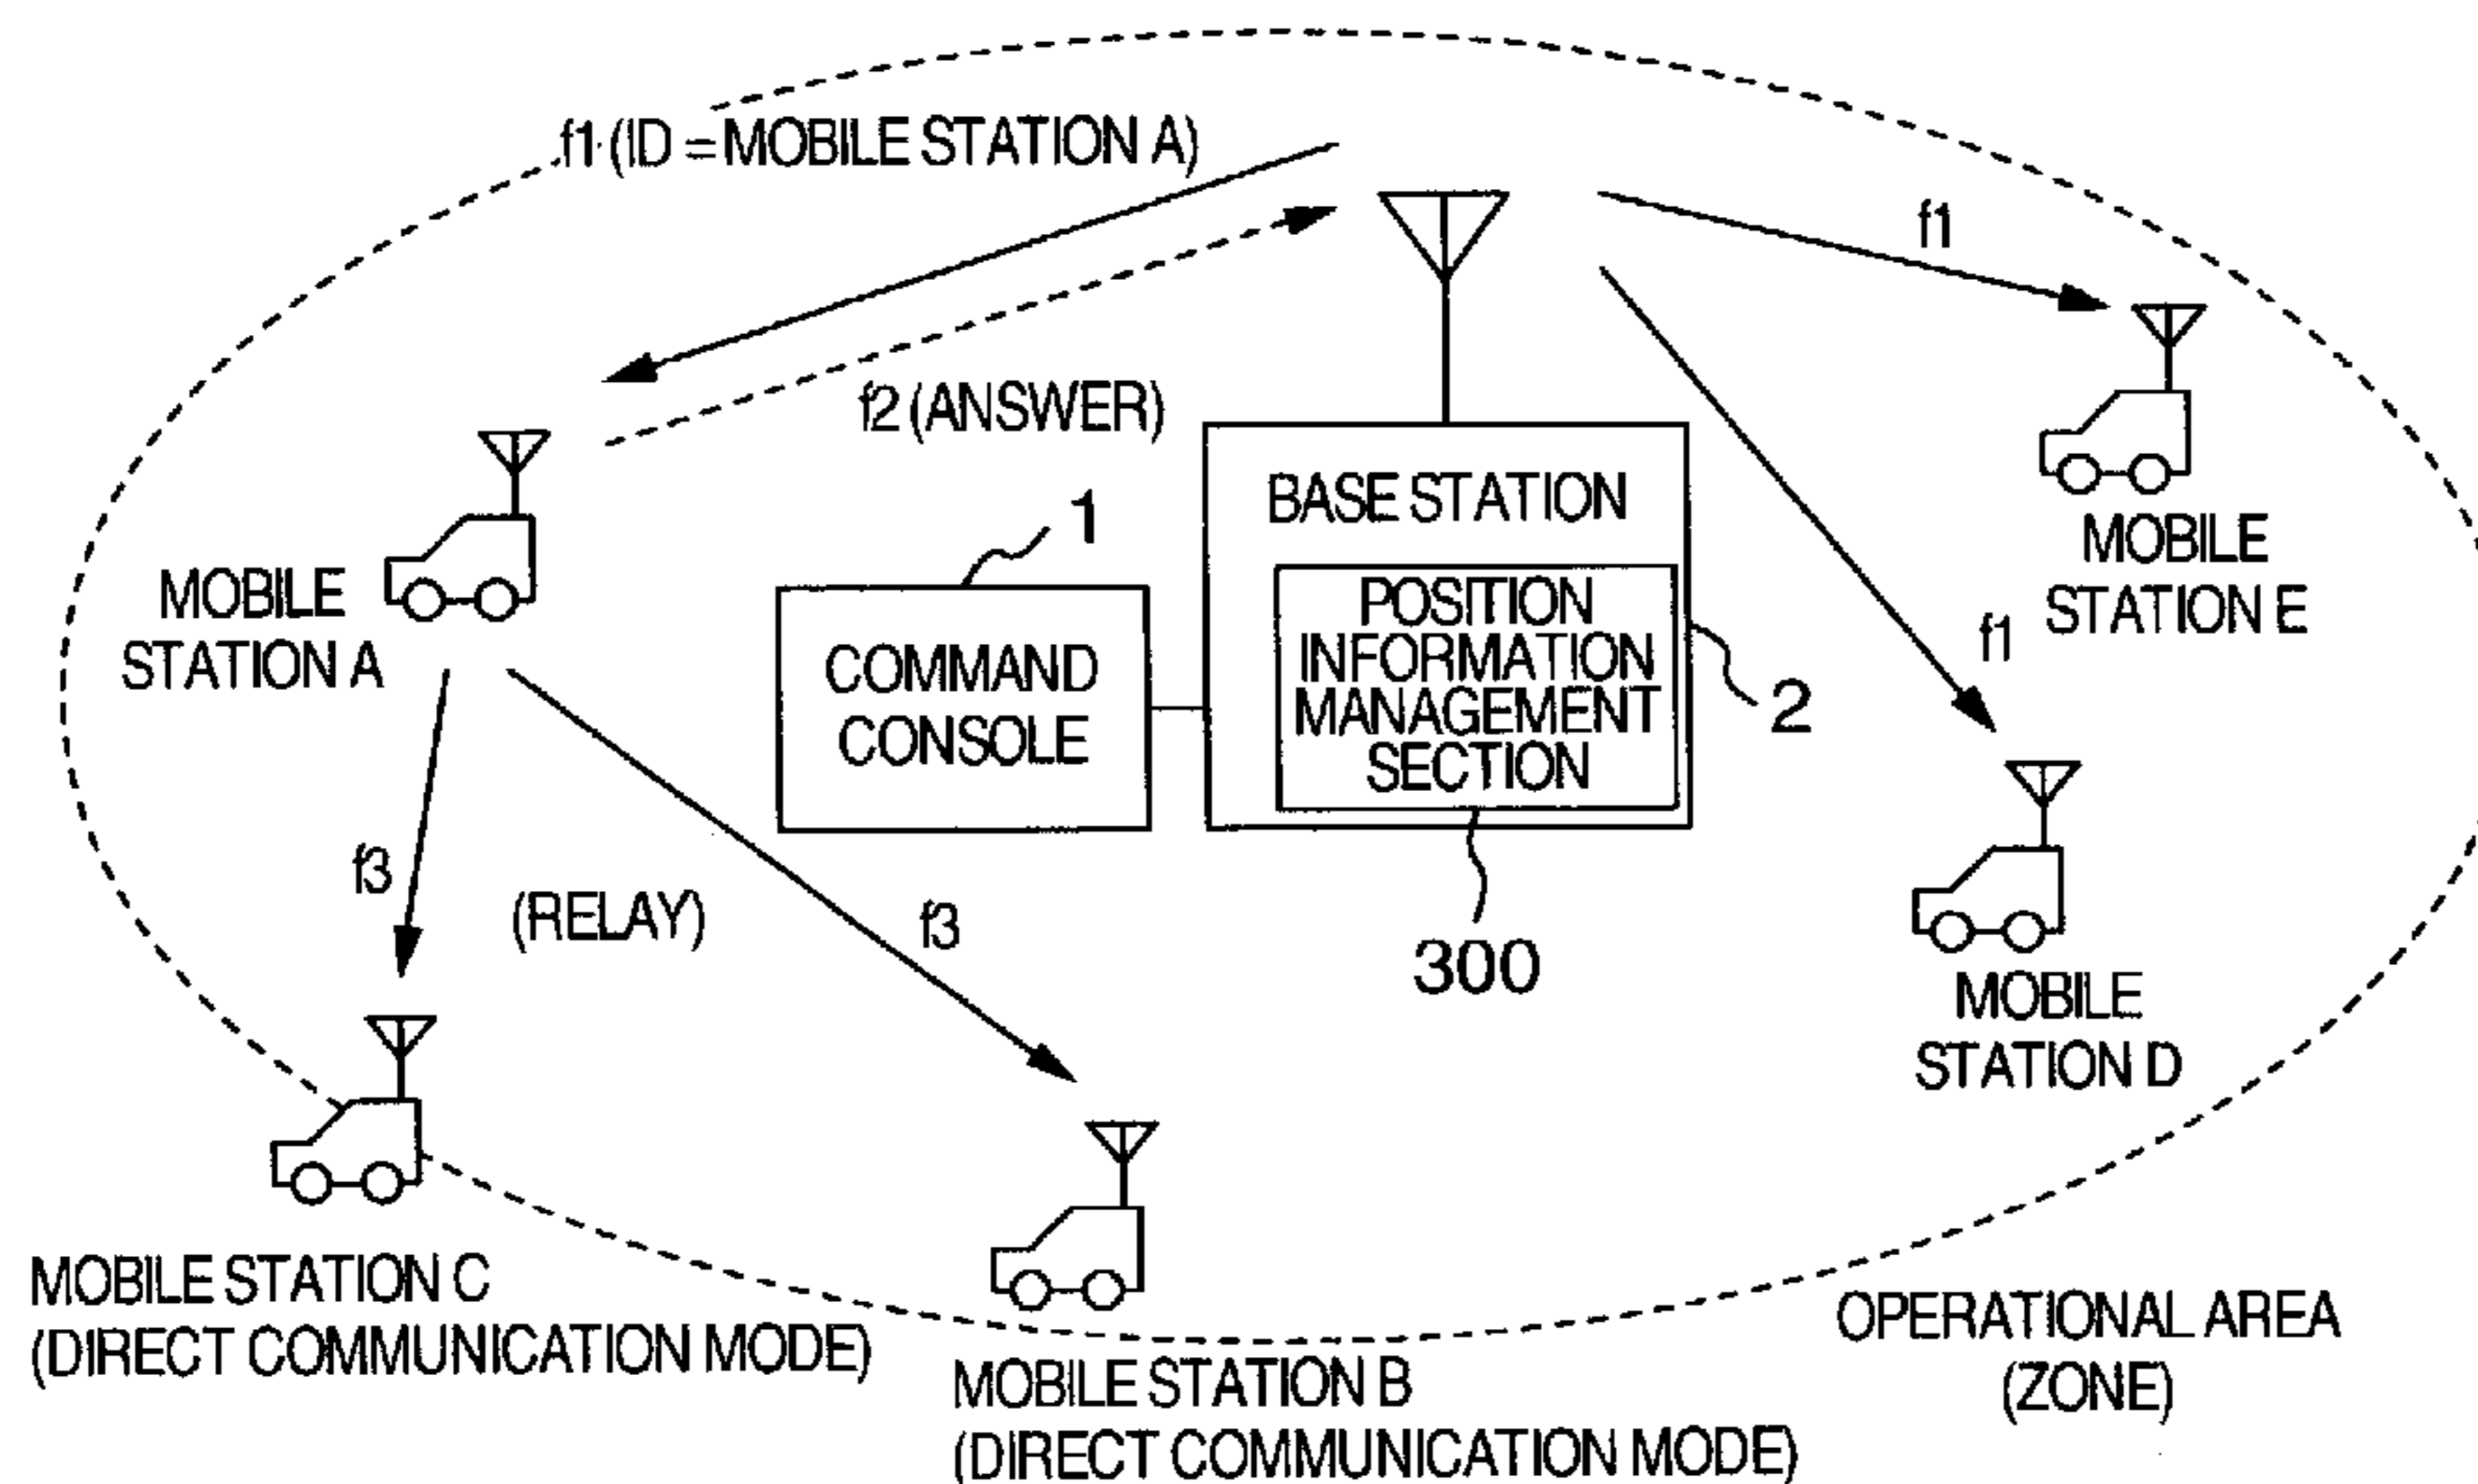 f1 (ID = MOBILE STATION A)
f1
f2 (ANSWER)
BASE STATION
1
MOBILE
STATION A
COMMAND
CONSOLE
POSITION
INFORMATION
MANAGEMENT
SECTION
2
300
MOBILE
STATION E
f1
f3
(RELAY)
f3
MOBILE
STATION D
MOBILE STATION C
(DIRECT COMMUNICATION MODE)
MOBILE STATION B
(DIRECT COMMUNICATION MODE)
OPERATIONAL AREA
(ZONE)